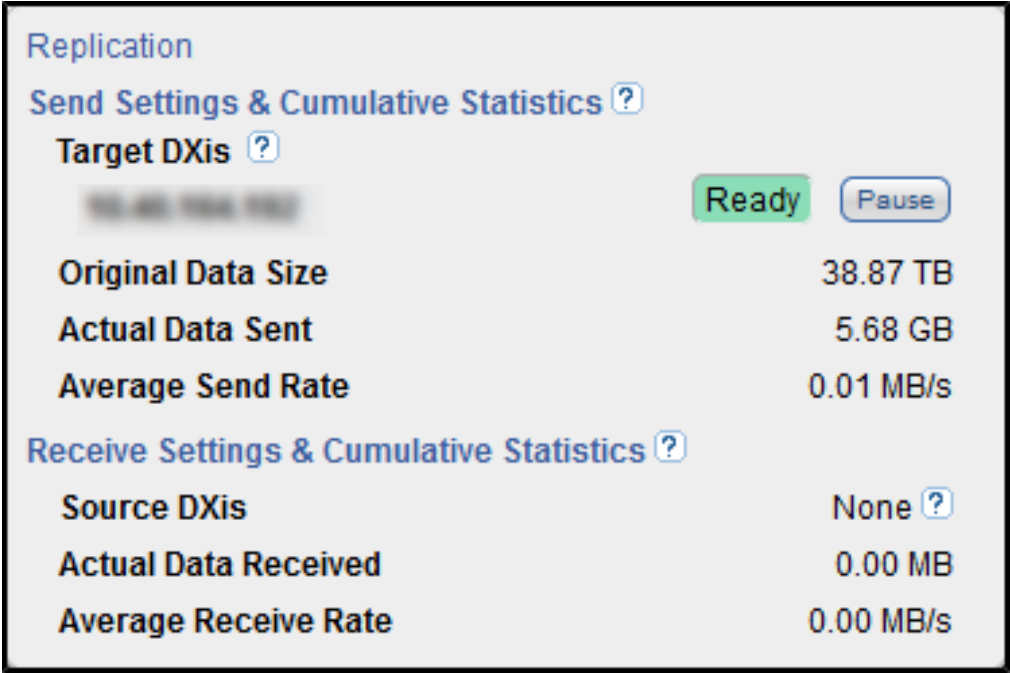 Replication
Send Settings & Cumulative Statistics ?
Target DXis ?
Ready Pause
Original Data Size 38.87 TB
Actual Data Sent 5.68 GB
Average Send Rate 0.01 MB/s
Receive Settings & Cumulative Statistics ?
Source DXis None ?
Actual Data Received 0.00 MB
Average Receive Rate 0.00 MB/s